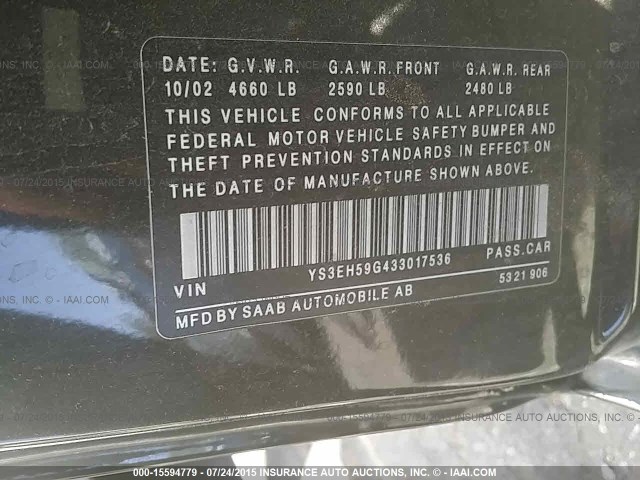 DATE: G.V.W.R. G.A.W.R. FRONT G.A.W.R. REAR
10/02 4660 LB 2590 LB 2480 LB
THIS VEHICLE CONFORMS TO ALL APPLICABLE
FEDERAL MOTOR VEHICLE SAFETY BUMPER AND
THEFT PREVENTION STANDARDS IN EFFECT ON
THE DATE OF MANUFACTURE SHOWN ABOVE.
YS3EH59G433017536 PASS.CAR
VIN 5321906
MFD BY SAAB AUTOMOBILE AB
000-15594779 - 07/24/2015 INSURANCE AUTO AUCTIONS, INC. - © - IAAI.COM